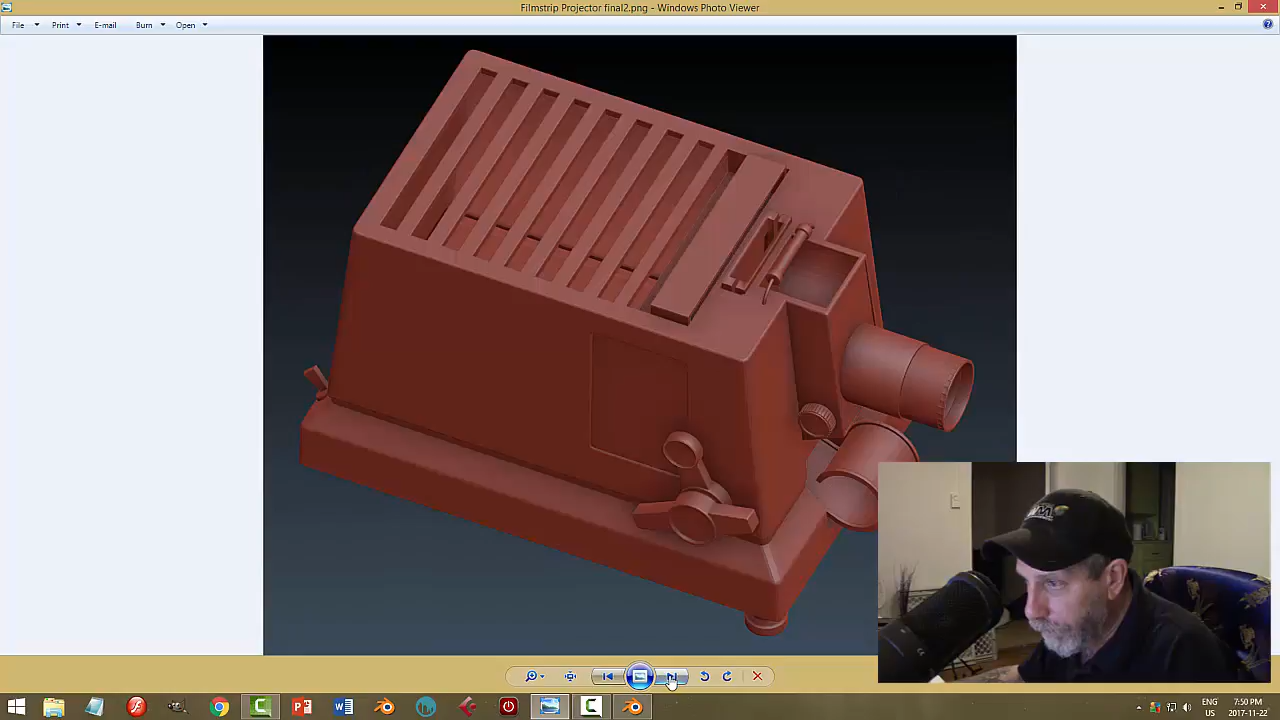 Filmstrip Projector final2.png - Windows Photo Viewer
File Print E-mail Burn Open
ENG 7:50 PM
US 2017-11-22